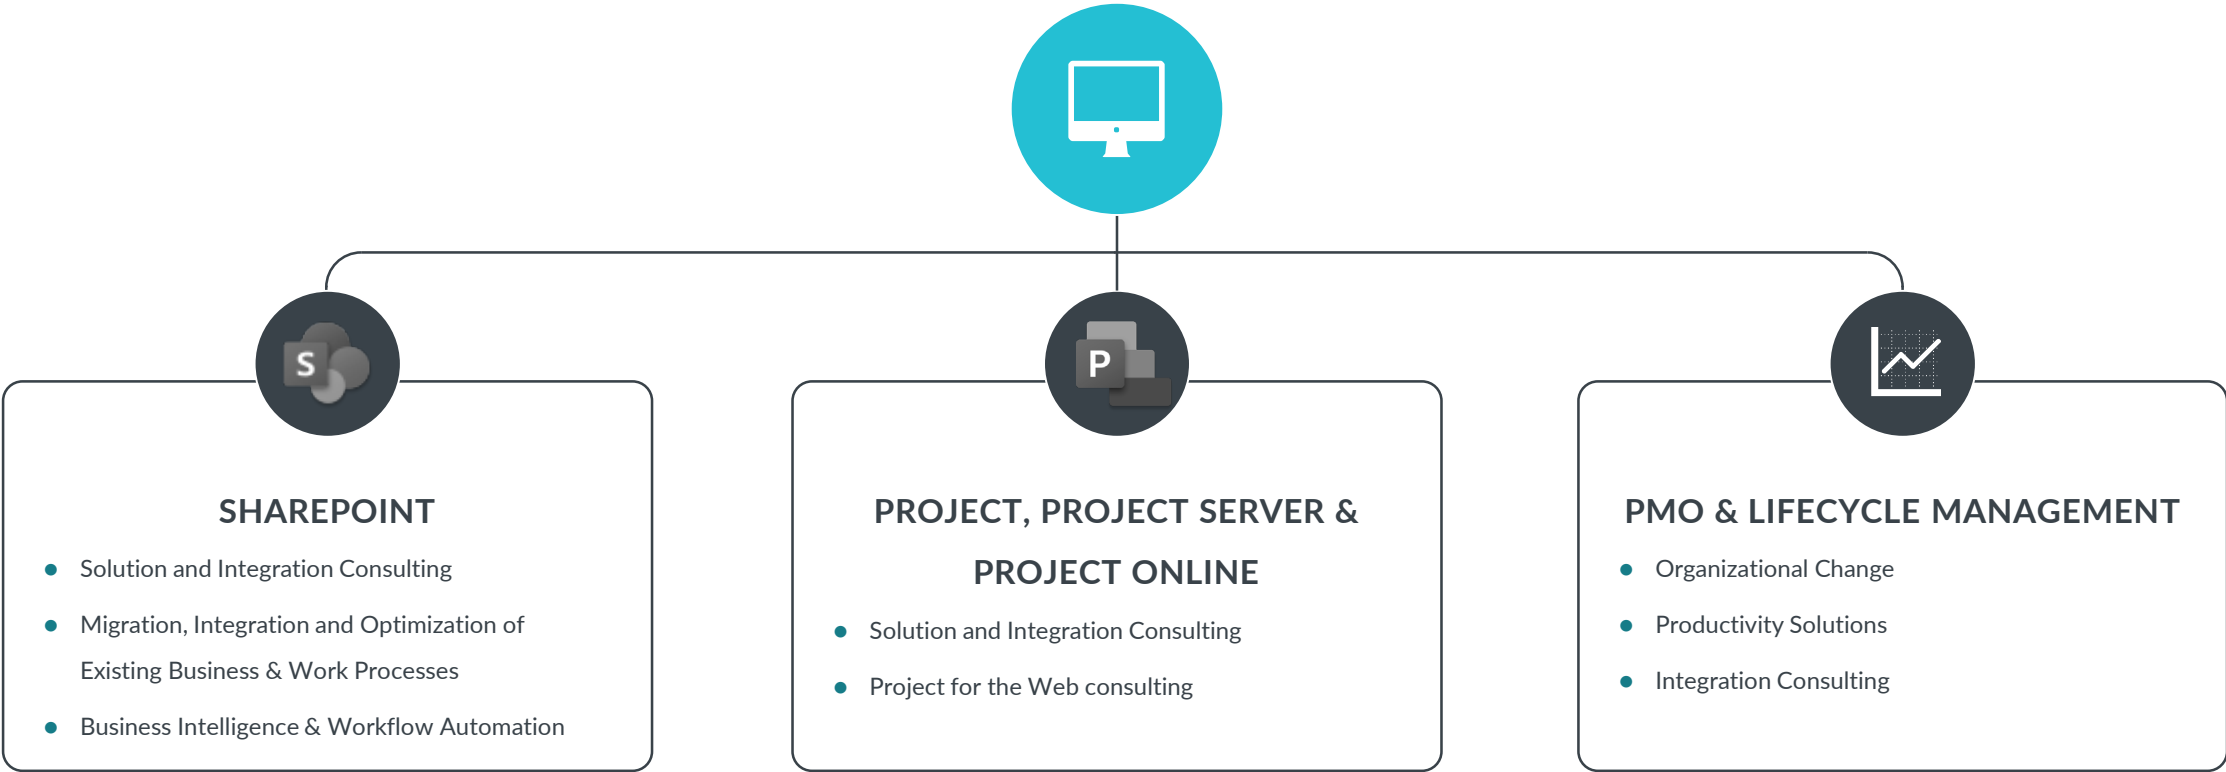 S
SHAREPOINT
Solution and Integration Consulting
Migration, Integration and Optimization of
Existing Business & Work Processes
Business Intelligence & Workflow Automation
P
PROJECT, PROJECT SERVER &
PROJECT ONLINE
Solution and Integration Consulting
Project for the Web consulting
PMO & LIFECYCLE MANAGEMENT
Organizational Change
Productivity Solutions
Integration Consulting